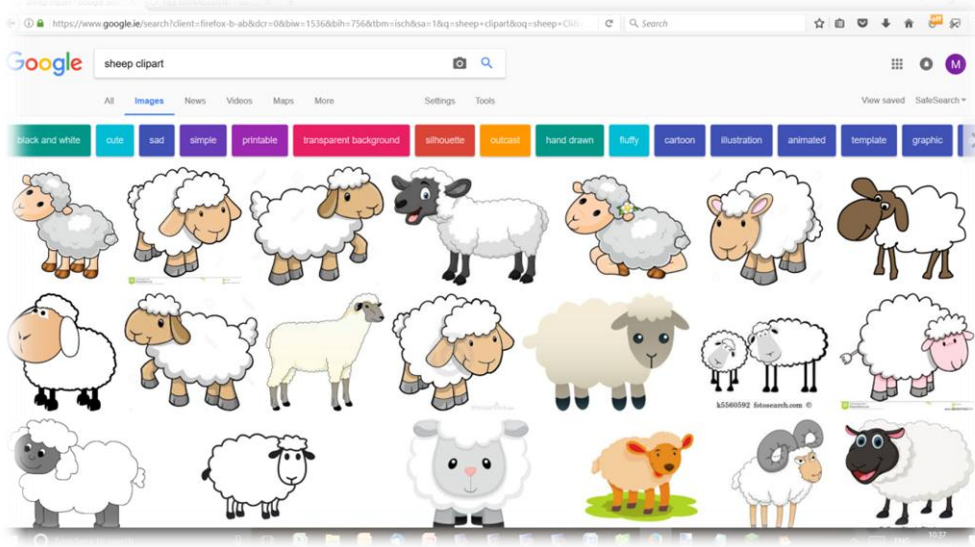 https://www.google.ie/search?client=firefox-b-ab&dcr=0&biw=1536&bih=756&tbm=isch&sa=1&q=sheep+clipart&oq=sheep+
Search
Google
sheep clipart
M
All Images News Videos Maps More Settings Tools
View saved SafeSearch
black and white cute sad simple printable transparent background silhouette outcast hand drawn fluffy cartoon illustration animated template graphic
k5560592 fotosearch.com ©
ENG 10:37